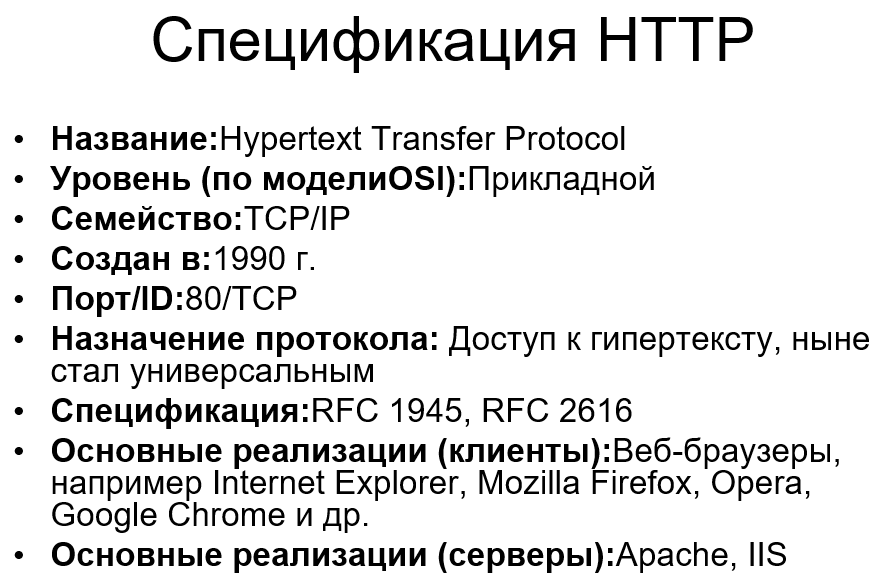 Спецификация HTTP
• Название:Hypertext Transfer Protocol
• Уровень (по моделиOSI):Прикладной
• Семейство:TCP/IP
• Создан в:1990 г.
• Порт/ID:80/TCP
• Назначение протокола: Доступ к гипертексту, ныне
стал универсальным
• Спецификация:RFC 1945, RFC 2616
• Основные реализации (клиенты):Веб-браузеры,
например Internet Explorer, Mozilla Firefox, Opera,
Google Chrome и др.
• Основные реализации (серверы):Apache, IIS